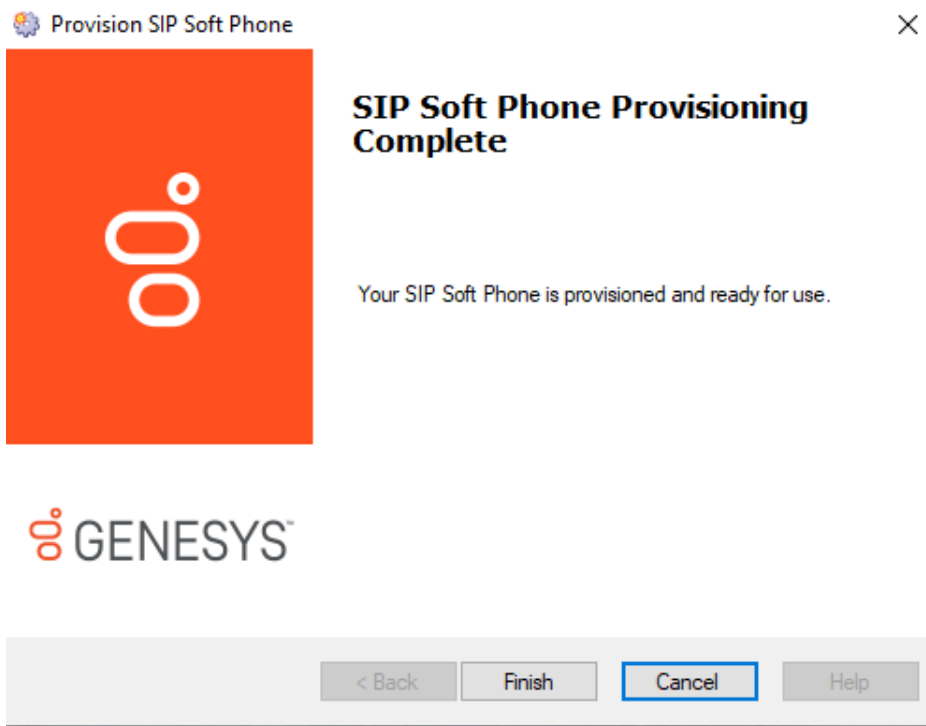 Provision SIP Soft Phone
SIP Soft Phone Provisioning
Complete
Your SIP Soft Phone is provisioned and ready for use.
GENESYS™
< Back
Finish
Cancel
Help